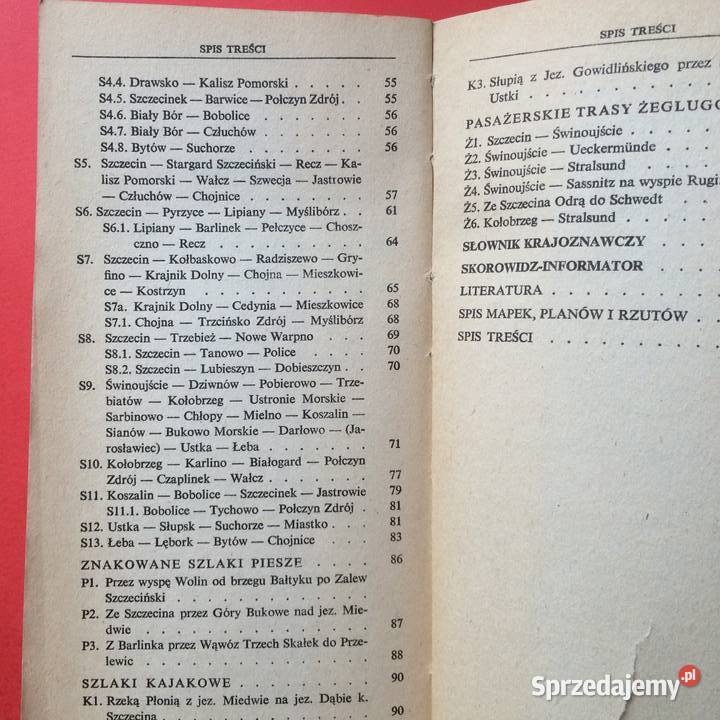 SPIS TREŚCI
S4.4. Drawsko — Kalisz Pomorski . . . . . 55
S4.5. Szczecinek — Barwice — Połczyn Zdrój . . 55
S4.6. Biały Bór — Bobolice . . . . . . . 56
S4.7. Biały Bór — Człuchów . . . . . . . 56
S4.8. Bytów — Suchorze . . . . . . . . 56
S5. Szczecin — Stargard Szczeciński — Recz — Ka-
lisz Pomorski — Wałcz — Szwecja — Jastrowie
— Człuchów — Chojnice . . . . . . . 57
S6. Szczecin — Pyrzyce — Lipiany — Myślibórz . . 61
S6.1. Lipiany — Barlinek — Pełczyce — Chosz-
czno — Recz . . . . . . . . . 64
S7. Szczecin — Kołbaskowo — Radziszewo — Gry-
fino — Krajnik Dolny — Chojna — Mieszkowi-
ce — Kostrzyn . . . . . . . . . 65
S7a. Krajnik Dolny — Cedynia — Mieszkowice 68
S7.1. Chojna — Trzcińsko Zdrój — Myślibórz 68
S8. Szczecin — Trzebież — Nowe Warpno . . . . 69
S8.1. Szczecin — Tanowo — Police . . . . 70
S8.2. Szczecin — Lubieszyn — Dobieszczyn . . 70
S9. Świnoujście — Dziwnów — Pobierowo — Trze-
biatów — Kołobrzeg — Ustronie Morskie —
Sarbinowo — Chłopy — Mielno — Koszalin —
Sianów — Bukowo Morskie — Darłowo — (Ja-
rosławiec) — Ustka — Łeba . . . . . . 71
S10. Kołobrzeg — Karlino — Białogard — Połczyn
Zdrój — Czaplinek — Wałcz . . . . . . 77
S11. Koszalin — Bobolice — Szczecinek — Jastrowie 79
S11.1. Bobolice — Tychowo — Połczyn Zdrój . 81
S12. Ustka — Słupsk — Suchorze — Miastko . . . 81
S13. Łeba — Lębork — Bytów — Chojnice . . . 83
ZNAKOWANE SZLAKI PIESZE . . . . . 86
P1. Przez wyspę Wolin od brzegu Bałtyku po Zalew
Szczeciński . . . . . . . . . .
P2. Ze Szczecina przez Góry Bukowe nad jez. Mie-
dwie . . . . . . . . . . . 87
P3. Z Barlinka przez Wąwóz Trzech Skałek do Prze-
lewic . . . . . . . . . . . 88
SZLAKI KAJAKOWE . . . . . . . . 90
K1. Rzeką Płonią z jez. Miedwie na jez. Dąbie k.
Szczecina . . . . . . . . . . 90
SPIS TREŚCI
K3. Słupią z Jez. Gowidlińskiego przez
Ustki . . . . . . . .
PASAŻERSKIE TRASY ŻEGLUGO
Ż1. Szczecin — Świnoujście . . . .
Ż2. Świnoujście — Ueckermünde . . .
Ż3. Świnoujście — Stralsund . . . .
Ż4. Świnoujście — Sassnitz na wyspie Rugi
Ż5. Ze Szczecina Odrą do Schwedt . . .
Ż6. Kołobrzeg — Stralsund . . . . .
SŁOWNIK KRAJOZNAWCZY . . . .
SKOROWIDZ-INFORMATOR . . . .
LITERATURA . . . . . . . .
SPIS MAPEK, PLANÓW I RZUTÓW . .
SPIS TREŚCI . . . . . . . .
Sprzedajemy.pl